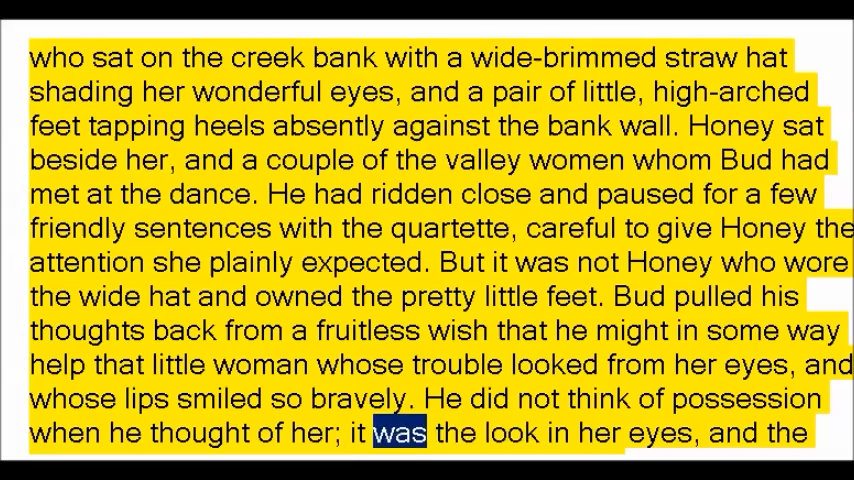 who sat on the creek bank with a wide-brimmed straw hat
shading her wonderful eyes, and a pair of little, high-arched
feet tapping heels absently against the bank wall. Honey sat
beside her, and a couple of the valley women whom Bud had
met at the dance. He had ridden close and paused for a few
friendly sentences with the quartette, careful to give Honey the
attention she plainly expected. But it was not Honey who wore
the wide hat and owned the pretty little feet. Bud pulled his
thoughts back from a fruitless wish that he might in some way
help that little woman whose trouble looked from her eyes, and
whose lips smiled so bravely. He did not think of possession
when he thought of her; it was the look in her eyes, and the